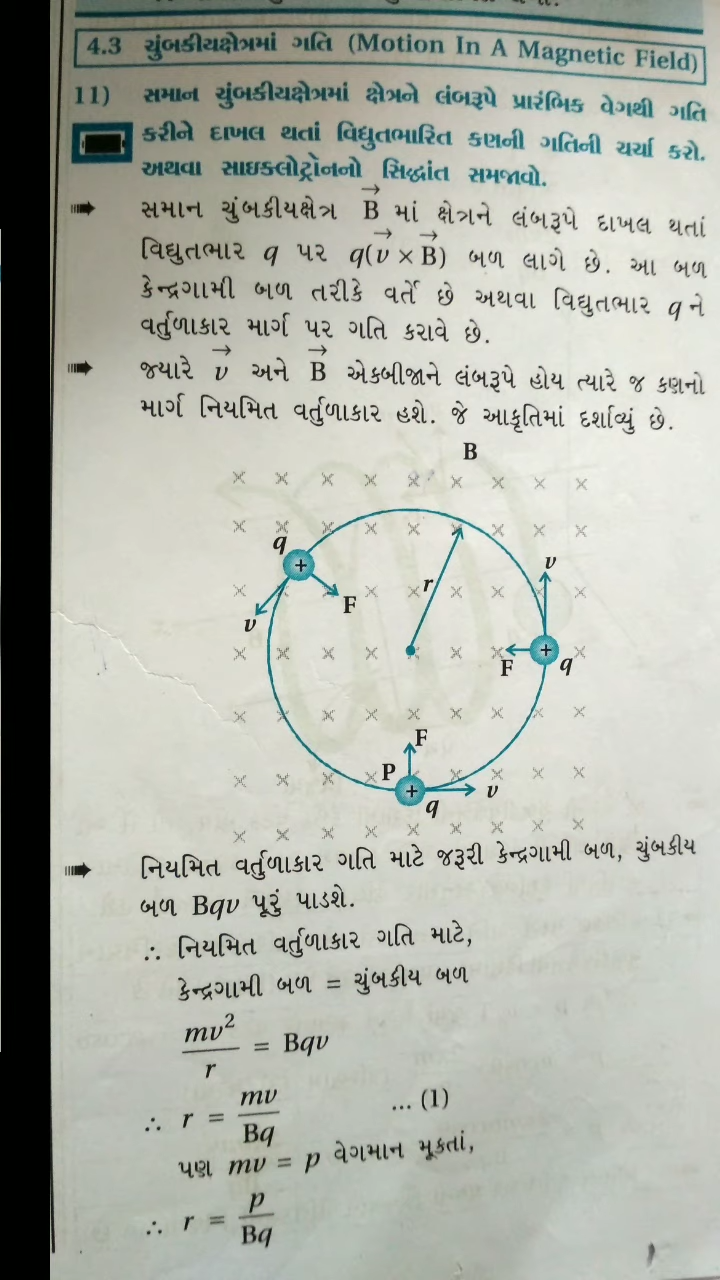 4.3 ચુંબકીયક્ષેત્રમાં ગતિ (Motion In A Magnetic Field)
11) સમાન ચુંબકીયક્ષેત્રમાં ક્ષેત્રને લંબરૂપે પ્રારંભિક વેગથી ગતિ
કરીને દાખલ થતાં વિદ્યુતભારિત કણની ગતિની ચર્ચા કરો.
અથવા સાઇક્લોટ્રોનનો સિદ્ધાંત સમજાવો.
સમાન ચુંબકીયક્ષેત્ર B⃗ માં ક્ષેત્રને લંબરૂપે દાખલ થતાં
વિદ્યુતભાર q પર q(v⃗ × B⃗) બળ લાગે છે. આ બળ
કેન્દ્રગામી બળ તરીકે વર્તે છે અથવા વિદ્યુતભાર q ને
વર્તુળાકાર માર્ગ પર ગતિ કરાવે છે.
જ્યારે v⃗ અને B⃗ એકબીજાને લંબરૂપે હોય ત્યારે જ કણનો
માર્ગ નિયમિત વર્તુળાકાર હશે. જે આકૃતિમાં દર્શાવ્યું છે.
B
q
+
F
v
r
v
F
+
q
F
P
+
v
q
નિયમિત વર્તુળાકાર ગતિ માટે જરૂરી કેન્દ્રગામી બળ, ચુંબકીય
બળ Bqv પૂરું પાડશે.
∴ નિયમિત વર્તુળાકાર ગતિ માટે,
કેન્દ્રગામી બળ = ચુંબકીય બળ
mv²/r = Bqv
∴ r = mv/Bq ... (1)
પણ mv = p વેગમાન મૂકતાં,
∴ r = p/Bq